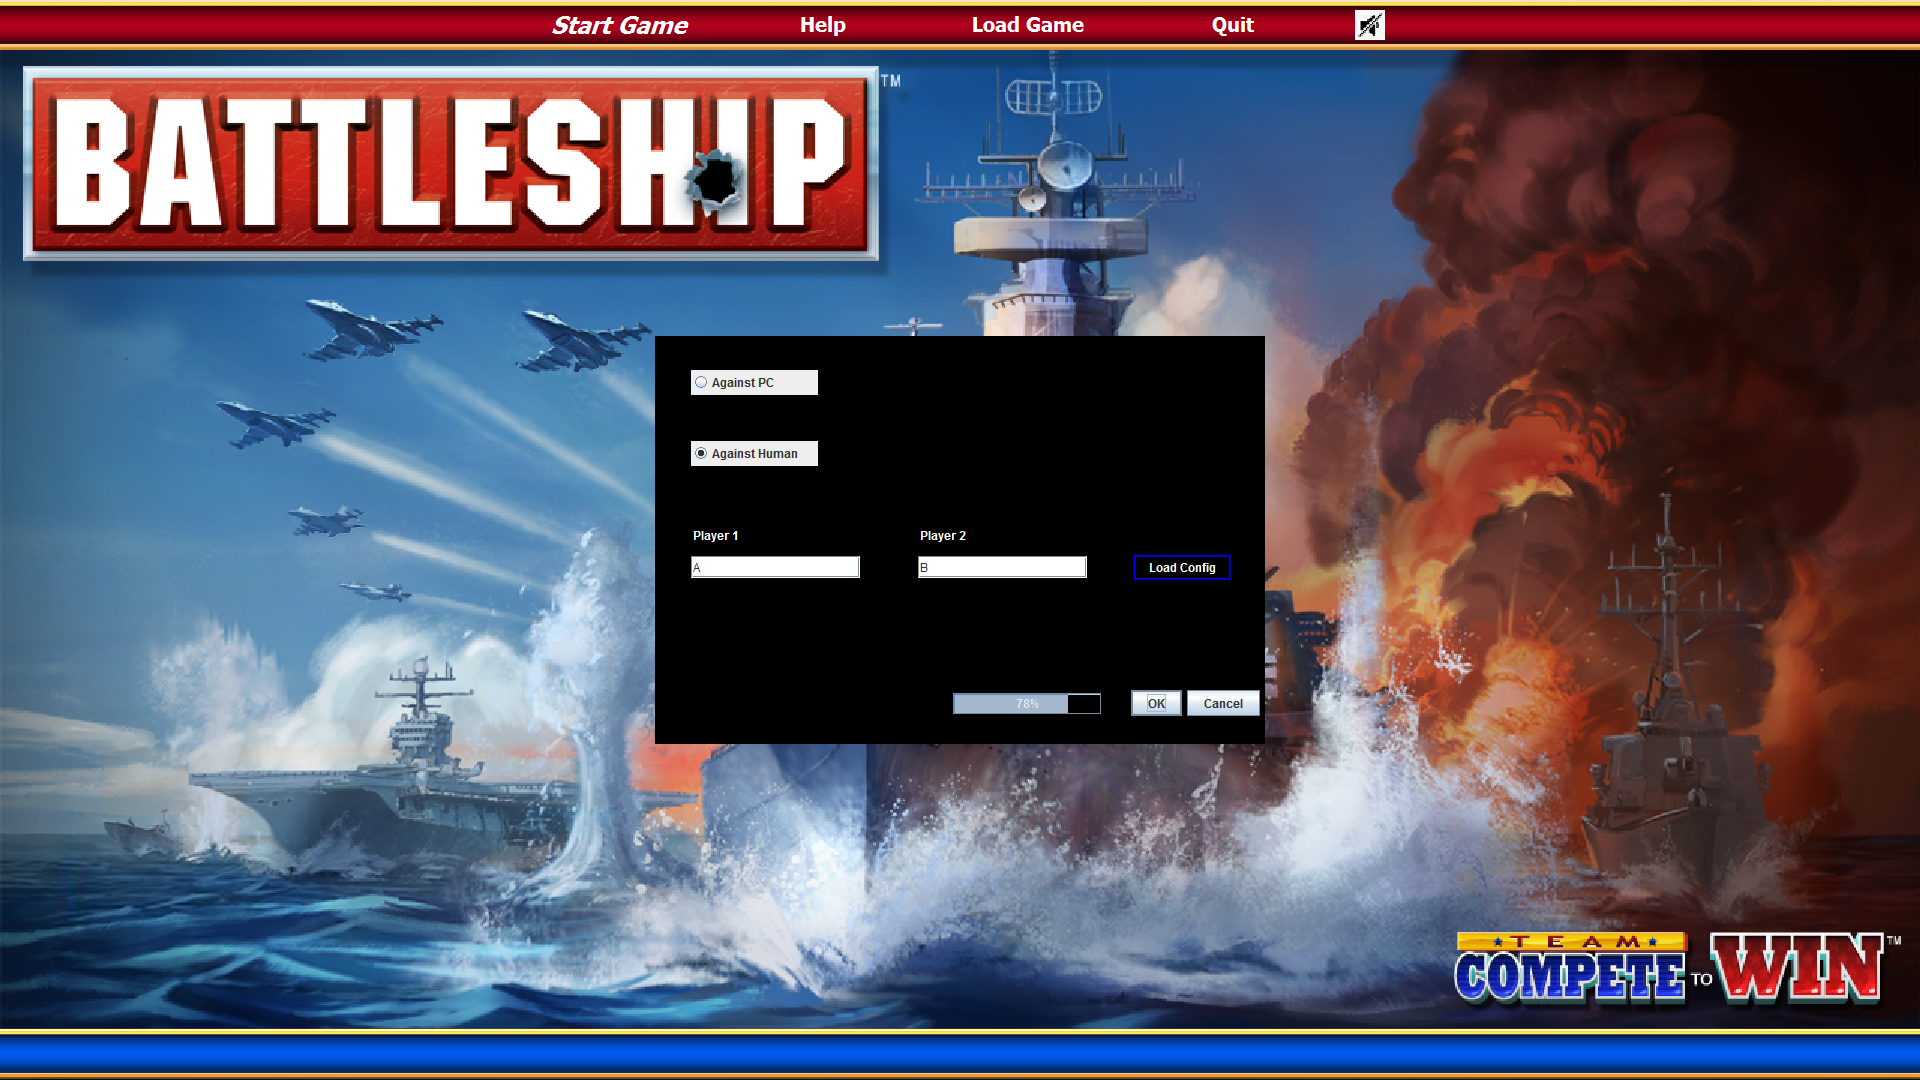 Start Game Help Load Game Quit
BATTLESHIP TM
Against PC
Against Human
Player 1 Player 2
A B Load Config
78% OK Cancel
TEAM
COMPETE TO WIN TM